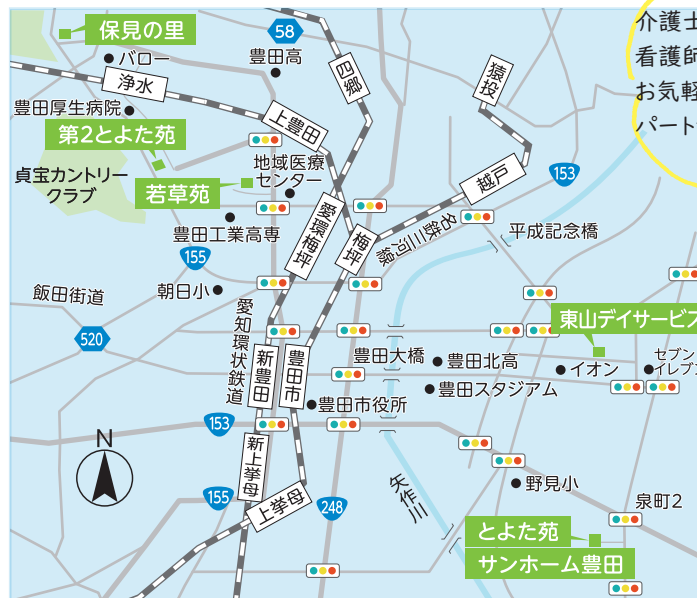 保見の里
58
豊田高
介護士
看護師
お気軽
パート
バロー
浄水
四郷
猿投
豊田厚生病院
上豊田
第2とよた苑
地域医療
センター
越戸
153
貞宝カントリー
クラブ
若草苑
豊田工業高専
愛環梅坪
梅坪
名鉄三河線
平成記念橋
155
飯田街道
朝日小
愛知環状鉄道
東山デイサービス
520
新豊田
豊田市
豊田大橋
豊田北高
イオン
セブン
イレブン
豊田スタジアム
豊田市役所
153
N
新上挙母
155
上挙母
248
矢作川
野見小
泉町2
とよた苑
サンホーム豊田